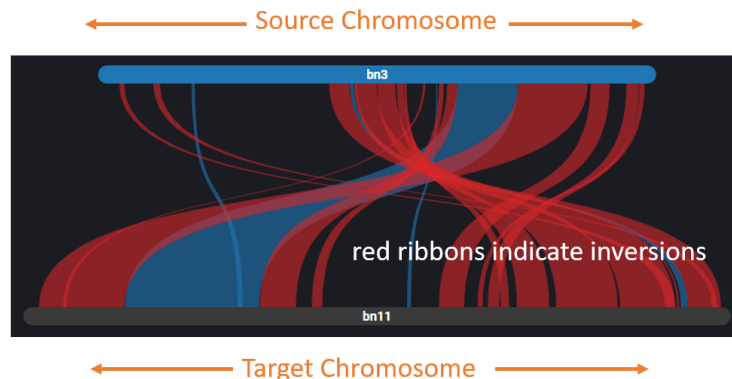 Source Chromosome
bn3
red ribbons indicate inversions
bn11
Target Chromosome